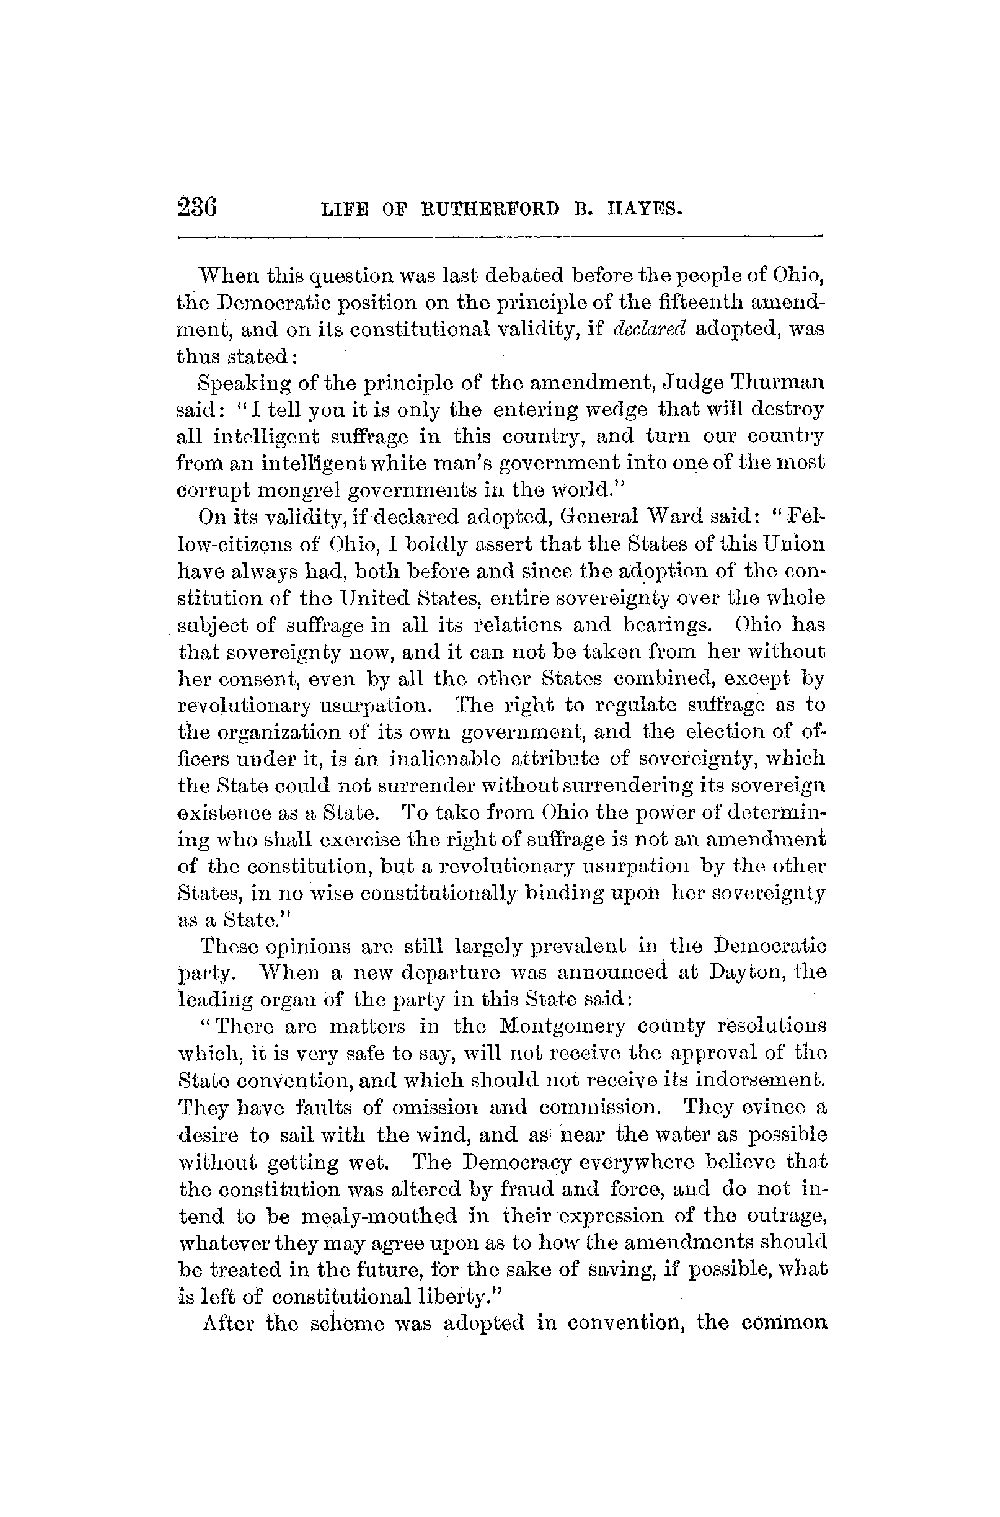 236 LIFE OF RUTHERFORD B. HAYES.
When this question was last debated before the people of Ohio,
the Democratic position on the principle of the fifteenth amend-
ment, and on its constitutional validity, if declared adopted, was
thus stated:
Speaking of the principle of the amendment, Judge Thurman
said: "I tell you it is only the entering wedge that will destroy
all intelligent suffrage in this country, and turn our country
from an intelligent white man's government into one of the most
corrupt mongrel governments in the world."
On its validity, if declared adopted, General Ward said: "Fel-
low-citizens of Ohio, I boldly assert that the States of this Union
have always had, both before and since the adoption of the con-
stitution of the United States, entire sovereignty over the whole
subject of suffrage in all its relations and bearings. Ohio has
that sovereignty now, and it can not be taken from her without
her consent, even by all the other States combined, except by
revolutionary usurpation. The right to regulate suffrage as to
the organization of its own government, and the election of of-
ficers under it, is an inalienable attribute of sovereignty, which
the State could not surrender without surrendering its sovereign
existence as a State. To take from Ohio the power of determin-
ing who shall exercise the right of suffrage is not an amendment
of the constitution, but a revolutionary usurpation by the other
States, in no wise constitutionally binding upon her sovereignty
as a State."
These opinions are still largely prevalent in the Democratic
party. When a new departure was announced at Dayton, the
leading organ of the party in this State said:
"There are matters in the Montgomery county resolutions
which, it is very safe to say, will not receive the approval of the
State convention, and which should not receive its indorsement.
They have faults of omission and commission. They evince a
desire to sail with the wind, and as near the water as possible
without getting wet. The Democracy everywhere believe that
the constitution was altered by fraud and force, and do not in-
tend to be mealy-mouthed in their expression of the outrage,
whatever they may agree upon as to how the amendments should
be treated in the future, for the sake of saving, if possible, what
is left of constitutional liberty."
After the scheme was adopted in convention, the common